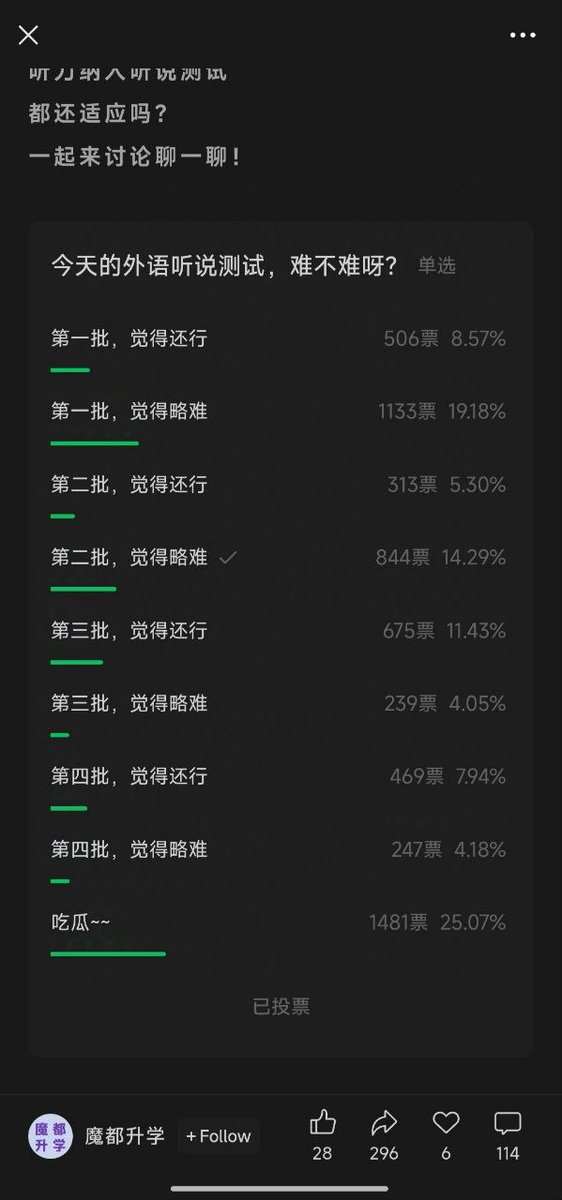 听力纳入听说测试
都还适应吗？
一起来讨论聊一聊！
今天的外语听说测试，难不难呀？ 单选
第一批，觉得还行 506票 8.57%
第一批，觉得略难 1133票 19.18%
第二批，觉得还行 313票 5.30%
第二批，觉得略难 844票 14.29%
第三批，觉得还行 675票 11.43%
第三批，觉得略难 239票 4.05%
第四批，觉得还行 469票 7.94%
第四批，觉得略难 247票 4.18%
吃瓜~~ 1481票 25.07%
已投票
魔都
升学
魔都升学 +Follow
28 296 6 114